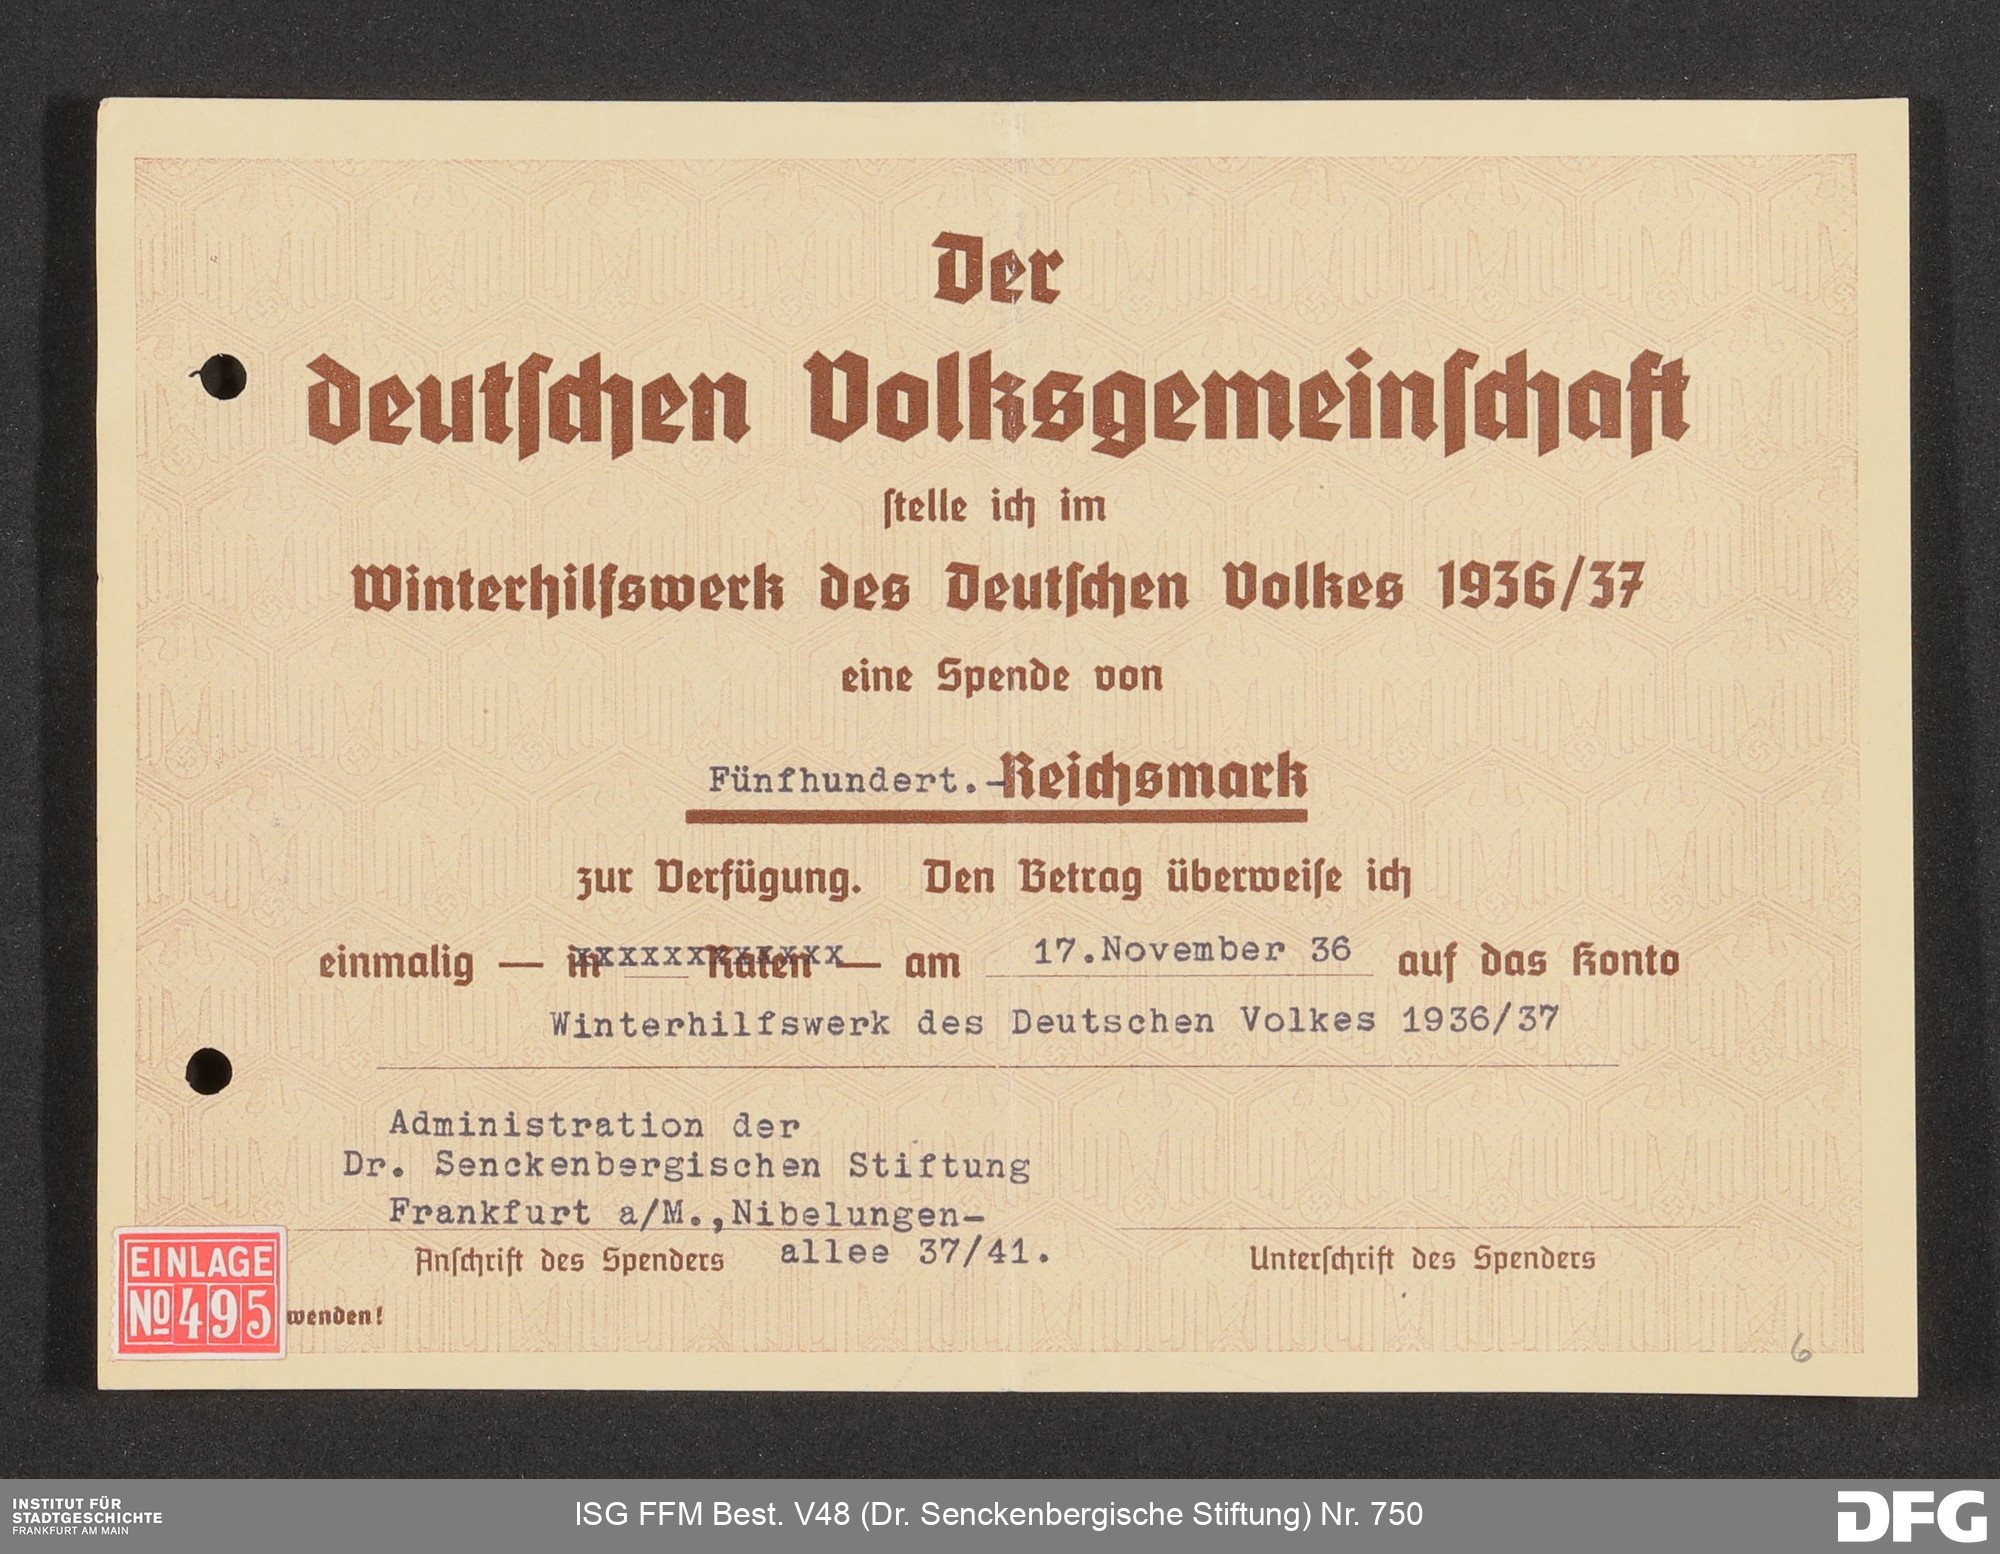 Der
deutschen Volksgemeinschaft
stelle ich im
Winterhilfswerk des Deutschen Volkes 1936/37
eine Spende von
Fünfhundert.-Reichsmark
zur Verfügung. Den Betrag überweise ich
einmalig — in xxxxxxxxxxxx Raten — am 17.November 36 auf das Konto
Winterhilfswerk des Deutschen Volkes 1936/37
Administration der
Dr. Senckenbergischen Stiftung
Frankfurt a/M.,Nibelungen-
allee 37/41.
Anschrift des Spenders
Unterschrift des Spenders
EINLAGE
No 495
wenden!
6
INSTITUT FÜR
STADTGESCHICHTE
FRANKFURT AM MAIN
ISG FFM Best. V48 (Dr. Senckenbergische Stiftung) Nr. 750
DFG